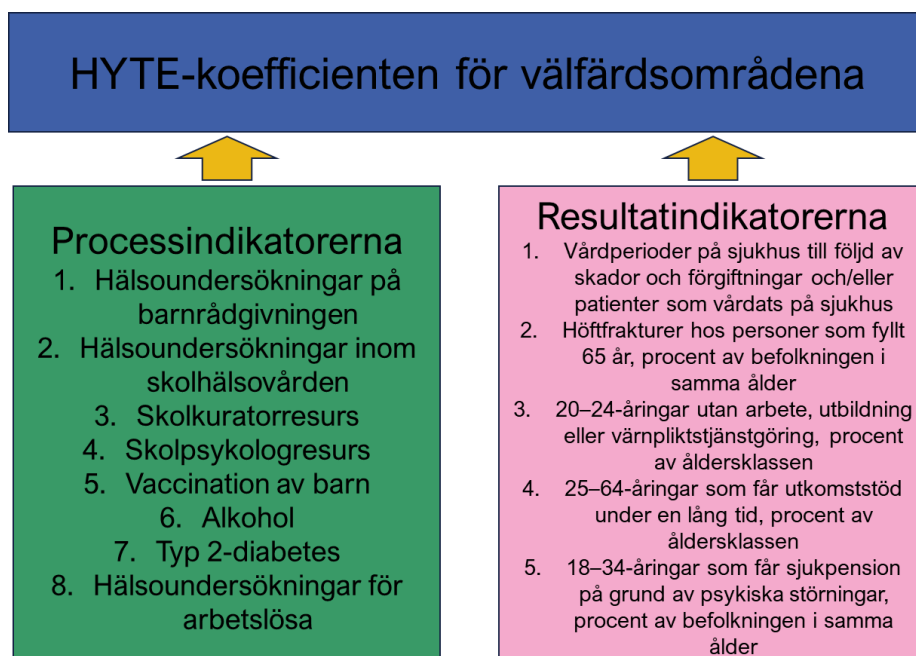 HYTE-koefficienten för välfärdsområdena
Processindikatorerna
1. Hälsoundersökningar på
barnrådgivningen
2. Hälsoundersökningar inom
skolhälsovården
3. Skolkuratorresurs
4. Skolpsykologresurs
5. Vaccination av barn
6. Alkohol
7. Typ 2-diabetes
8. Hälsoundersökningar för
arbetslösa
Resultatindikatorerna
1. Vårdperioder på sjukhus till följd av
skador och förgiftningar och/eller
patienter som vårdats på sjukhus
2. Höftfrakturer hos personer som fyllt
65 år, procent av befolkningen i
samma ålder
3. 20–24-åringar utan arbete, utbildning
eller värnpliktstjänstgöring, procent
av åldersklassen
4. 25–64-åringar som får utkomststöd
under en lång tid, procent av
åldersklassen
5. 18–34-åringar som får sjukpension
på grund av psykiska störningar,
procent av befolkningen i samma
ålder